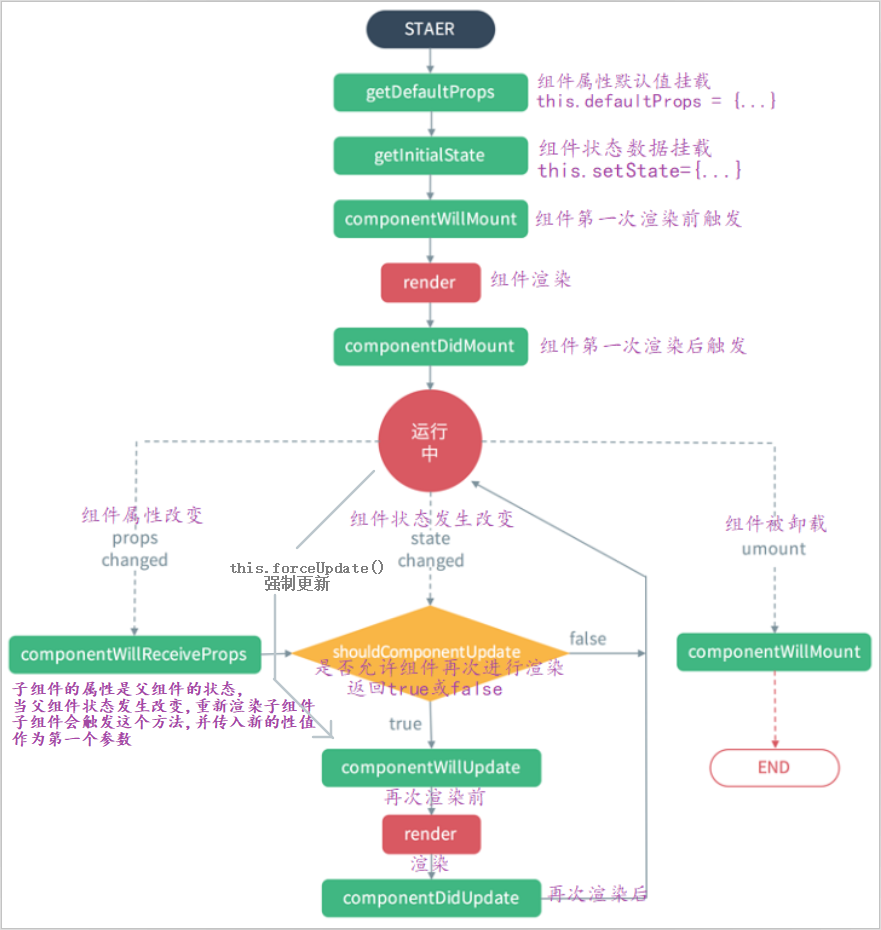 STAER
getDefaultProps
组件属性默认值挂载
this.defaultProps = {...}
getInitialState
组件状态数据挂载
this.setState={...}
componentWillMount
组件第一次渲染前触发
render
组件渲染
componentDidMount
组件第一次渲染后触发
运行
中
组件属性改变
props
changed
组件状态发生改变
state
changed
组件被卸载
umount
this.forceUpdate()
强制更新
componentWillReceiveProps
shouldComponentUpdate
是否允许组件再次进行渲染
返回true或false
false
componentWillMount
子组件的属性是父组件的状态,
当父组件状态发生改变,重新渲染子组件
子组件会触发这个方法,并传入新的性值
作为第一个参数
true
componentWillUpdate
再次渲染前
END
render
渲染
componentDidUpdate
再次渲染后